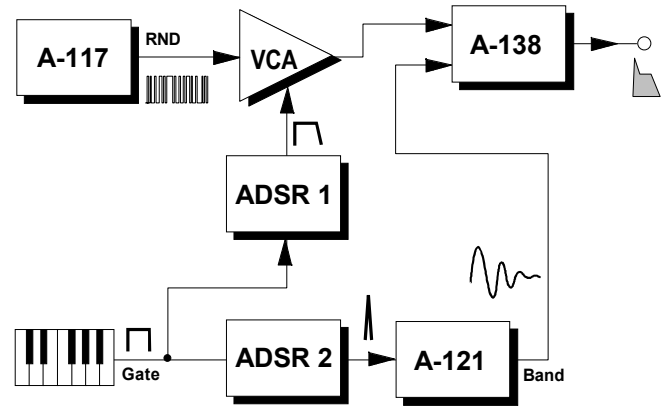 RND
A-117
VCA
A-138
ADSR 1
Gate
ADSR 2
A-121
Band